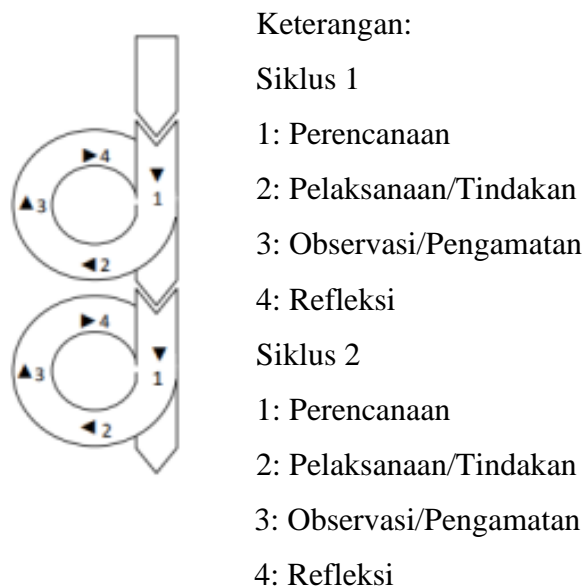 Keterangan:
Siklus 1
1: Perencanaan
2: Pelaksanaan/Tindakan
3: Observasi/Pengamatan
4: Refleksi
Siklus 2
1: Perencanaan
2: Pelaksanaan/Tindakan
3: Observasi/Pengamatan
4: Refleksi
▶4
▼
1
▲3
◀2
▶4
▼
1
▲3
◀2